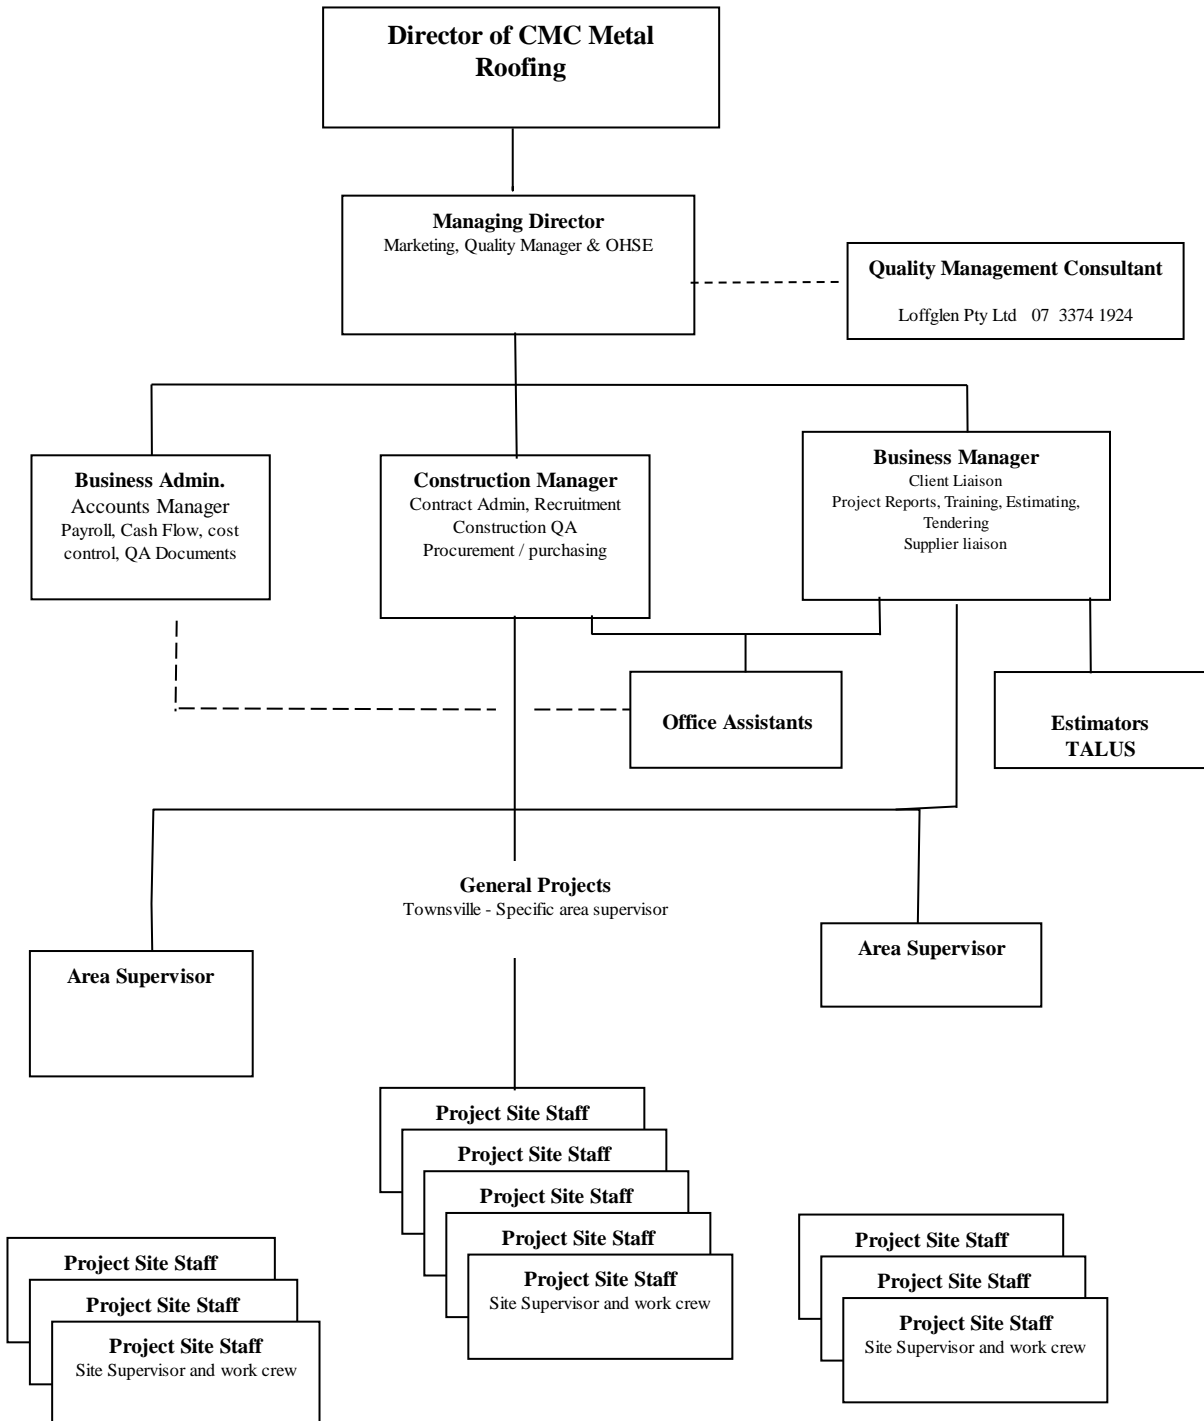 Director of CMC Metal
Roofing
Managing Director
Marketing, Quality Manager & OHSE
Quality Management Consultant
Loffglen Pty Ltd   07  3374 1924
Business Admin.
Accounts Manager
Payroll, Cash Flow, cost
control, QA Documents
Construction Manager
Contract Admin, Recruitment
Construction QA
Procurement / purchasing
Business Manager
Client Liaison
Project Reports, Training, Estimating,
Tendering
Supplier liaison
Office Assistants
Estimators
TALUS
General Projects
Townsville - Specific area supervisor
Area Supervisor
Area Supervisor
Project Site Staff
Project Site Staff
Project Site Staff
Project Site Staff
Project Site Staff
Site Supervisor and work crew
Project Site Staff
Project Site Staff
Project Site Staff
Site Supervisor and work crew
Project Site Staff
Project Site Staff
Project Site Staff
Site Supervisor and work crew